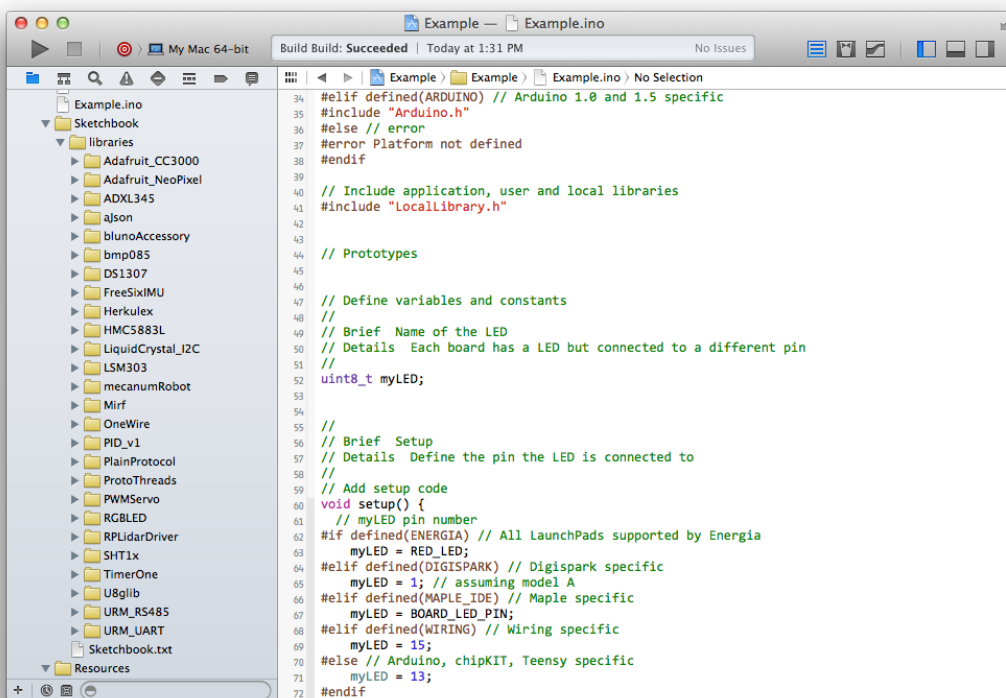 Example — Example.ino
My Mac 64-bit
Build Build: Succeeded | Today at 1:31 PM
No Issues
Example 〉 Example 〉 Example.ino 〉 No Selection
Example.ino
Sketchbook
libraries
Adafruit_CC3000
Adafruit_NeoPixel
ADXL345
aJson
blunoAccessory
bmp085
DS1307
FreeSixIMU
Herkulex
HMC5883L
LiquidCrystal_I2C
LSM303
mecanumRobot
Mirf
OneWire
PID_v1
PlainProtocol
ProtoThreads
PWMServo
RGBLED
RPLidarDriver
SHT1x
TimerOne
U8glib
URM_RS485
URM_UART
Sketchbook.txt
Resources
34 #elif defined(ARDUINO) // Arduino 1.0 and 1.5 specific
35 #include "Arduino.h"
36 #else // error
37 #error Platform not defined
38 #endif
39
40 // Include application, user and local libraries
41 #include "LocalLibrary.h"
42
43
44 // Prototypes
45
46
47 // Define variables and constants
48 //
49 // Brief  Name of the LED
50 // Details  Each board has a LED but connected to a different pin
51 //
52 uint8_t myLED;
53
54
55 //
56 // Brief  Setup
57 // Details  Define the pin the LED is connected to
58 //
59 // Add setup code
60 void setup() {
61   // myLED pin number
62 #if defined(ENERGIA) // All LaunchPads supported by Energia
63     myLED = RED_LED;
64 #elif defined(DIGISPARK) // Digispark specific
65     myLED = 1; // assuming model A
66 #elif defined(MAPLE_IDE) // Maple specific
67     myLED = BOARD_LED_PIN;
68 #elif defined(WIRING) // Wiring specific
69     myLED = 15;
70 #else // Arduino, chipKIT, Teensy specific
71     myLED = 13;
72 #endif